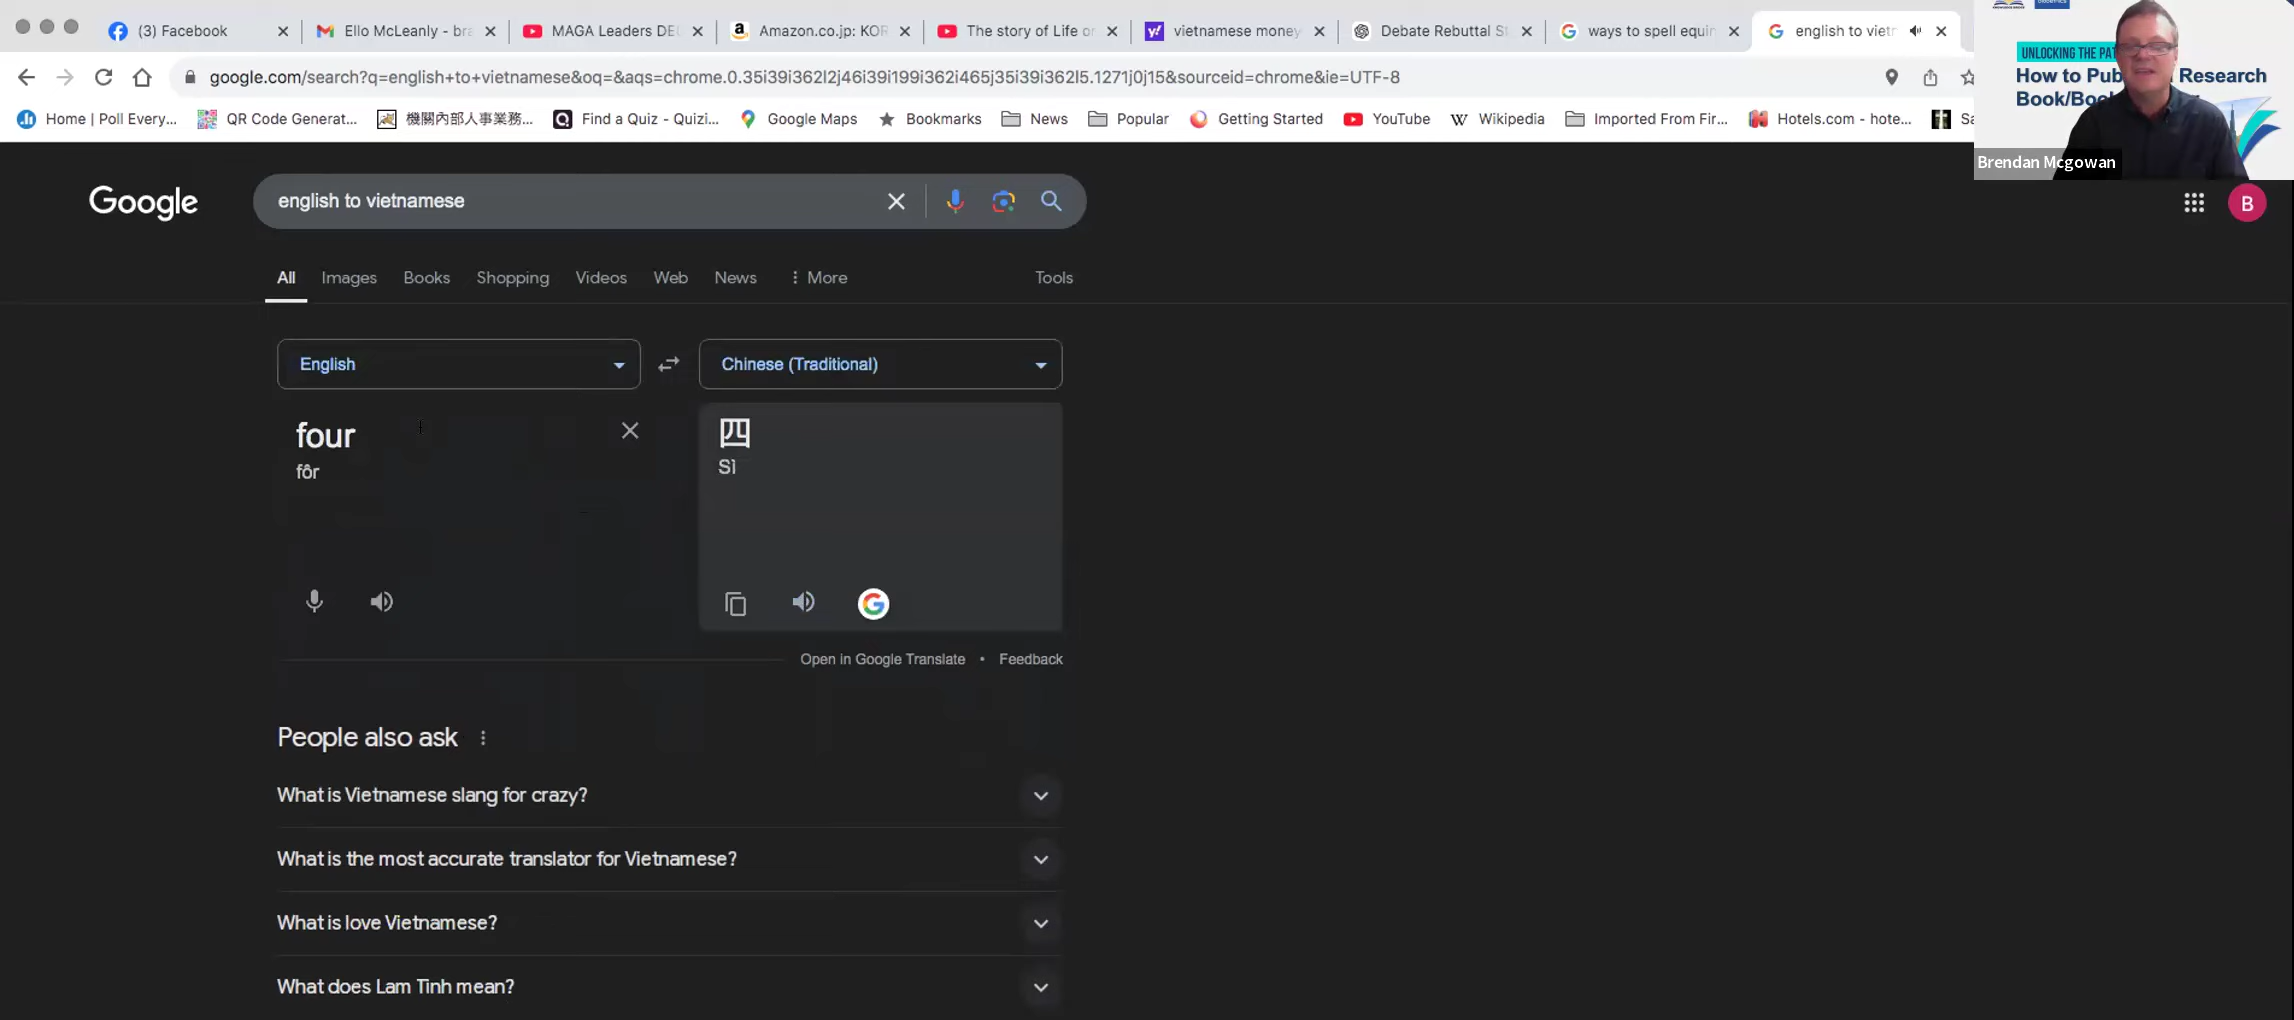 (3) Facebook
Ello McLeanly - bra
MAGA Leaders DE
Amazon.co.jp: KOR
The story of Life or
vietnamese money
Debate Rebuttal St
ways to spell equin
english to vietr
google.com/search?q=english+to+vietnamese&oq=&aqs=chrome.0.35i39i362l2j46i39i199i362i465j35i39i362l5.1271j0j15&sourceid=chrome&ie=UTF-8
Home | Poll Every...
QR Code Generat...
機關內部人事業務...
Find a Quiz - Quizi...
Google Maps
Bookmarks
News
Popular
Getting Started
YouTube
Wikipedia
Imported From Fir...
Hotels.com - hote...
Sa
UNLOCKING THE PAT
How to Pub Research
Book/Boo
Brendan Mcgowan
Google
english to vietnamese
B
All Images Books Shopping Videos Web News More Tools
English
Chinese (Traditional)
four
fôr
四
Sì
Open in Google Translate • Feedback
People also ask
What is Vietnamese slang for crazy?
What is the most accurate translator for Vietnamese?
What is love Vietnamese?
What does Lam Tinh mean?